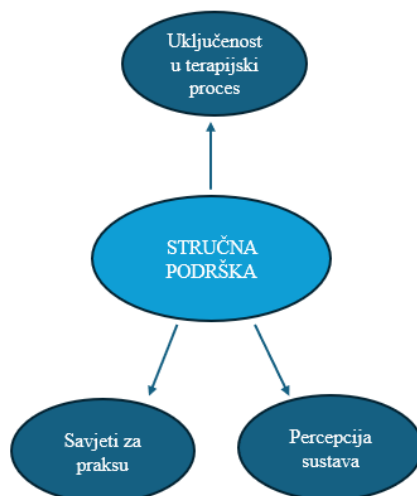 Uključenost
u terapijski
proces
STRUČNA
PODRŠKA
Savjeti za
praksu
Percepcija
sustava